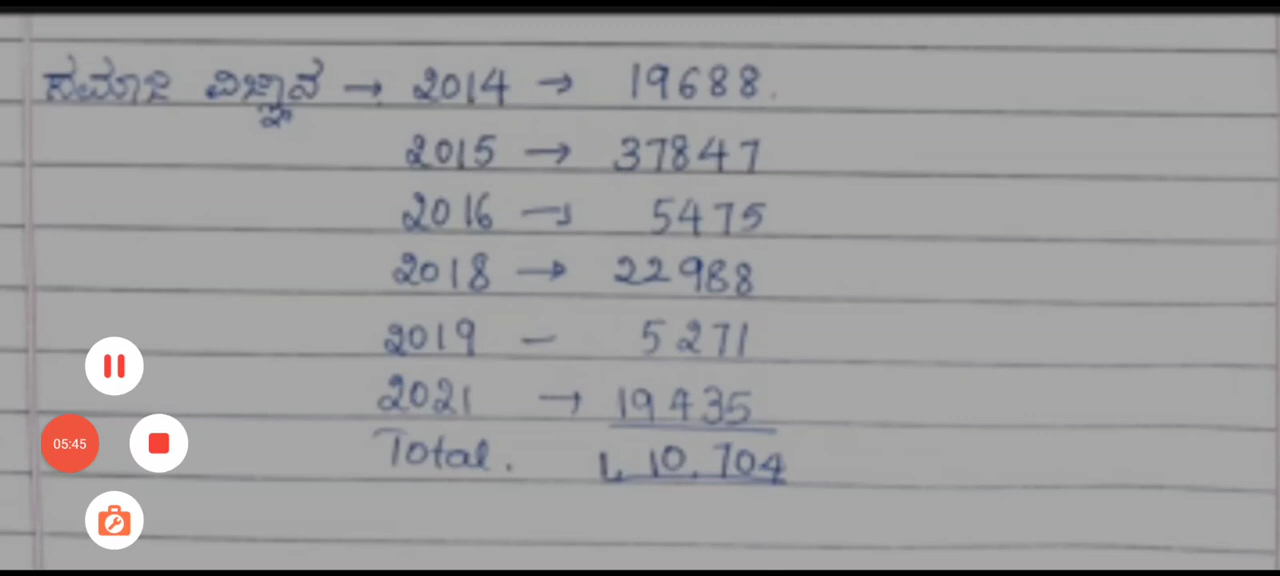 ಸಮಾಜ ವಿಜ್ಞಾನ → 2014 → 19688.
2015 → 37847
2016 → 5475
2018 → 22988
2019 – 5271
2021 → 19435
Total. 1,10,704
05:45